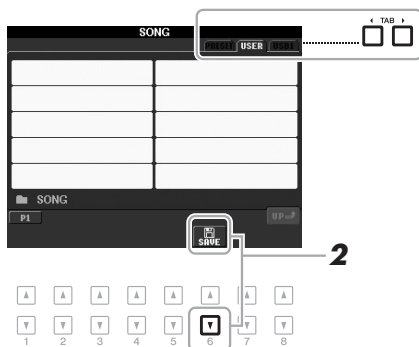 SONG
PRESET USER USB1
TAB
SONG
P1
UP
SAVE
2
1 2 3 4 5 6 7 8